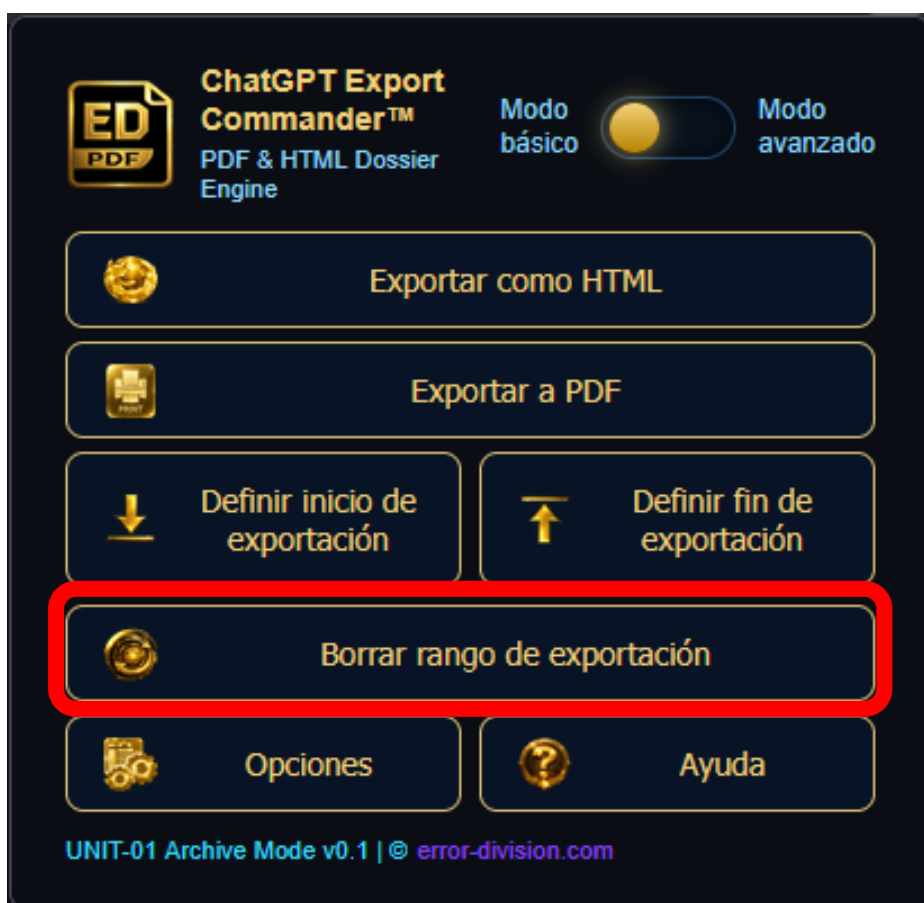 ChatGPT Export
Commander™
PDF & HTML Dossier
Engine
ED
PDF
Modo
básico
Modo
avanzado
Exportar como HTML
PRINT
Exportar a PDF
Definir inicio de
exportación
Definir fin de
exportación
Borrar rango de exportación
Opciones
Ayuda
UNIT-01 Archive Mode v0.1 | © error-division.com